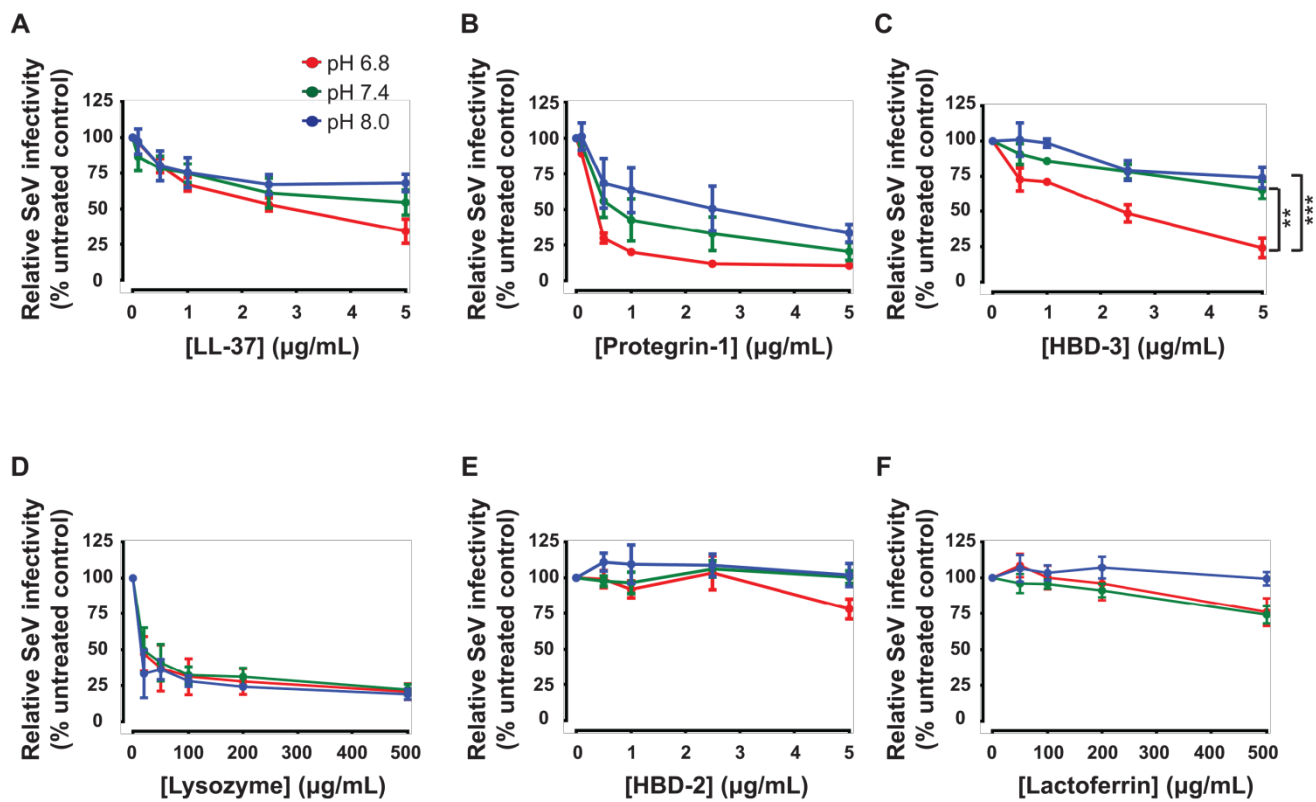 A
pH 6.8
pH 7.4
pH 8.0
Relative SeV infectivity
(% untreated control)
125
100
75
50
25
0
0 1 2 3 4 5
[LL-37] (µg/mL)
B
Relative SeV infectivity
(% untreated control)
125
100
75
50
25
0
0 1 2 3 4 5
[Protegrin-1] (µg/mL)
C
Relative SeV infectivity
(% untreated control)
125
100
75
50
25
0
0 1 2 3 4 5
**
***
[HBD-3] (µg/mL)
D
Relative SeV infectivity
(% untreated control)
125
100
75
50
25
0
0 100 200 300 400 500
[Lysozyme] (µg/mL)
E
Relative SeV infectivity
(% untreated control)
125
100
75
50
25
0
0 1 2 3 4 5
[HBD-2] (µg/mL)
F
Relative SeV infectivity
(% untreated control)
125
100
75
50
25
0
0 100 200 300 400 500
[Lactoferrin] (µg/mL)